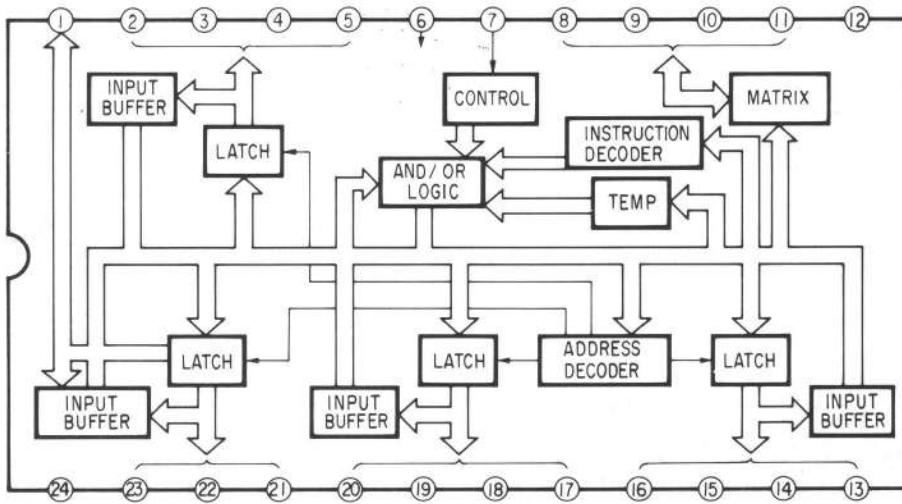 1 2 3 4 5 6 7 8 9 10 11 12
INPUT
BUFFER
LATCH
CONTROL
MATRIX
INSTRUCTION
DECODER
AND/OR
LOGIC
TEMP
LATCH
LATCH
ADDRESS
DECODER
LATCH
INPUT
BUFFER
INPUT
BUFFER
INPUT
BUFFER
24 23 22 21 20 19 18 17 16 15 14 13